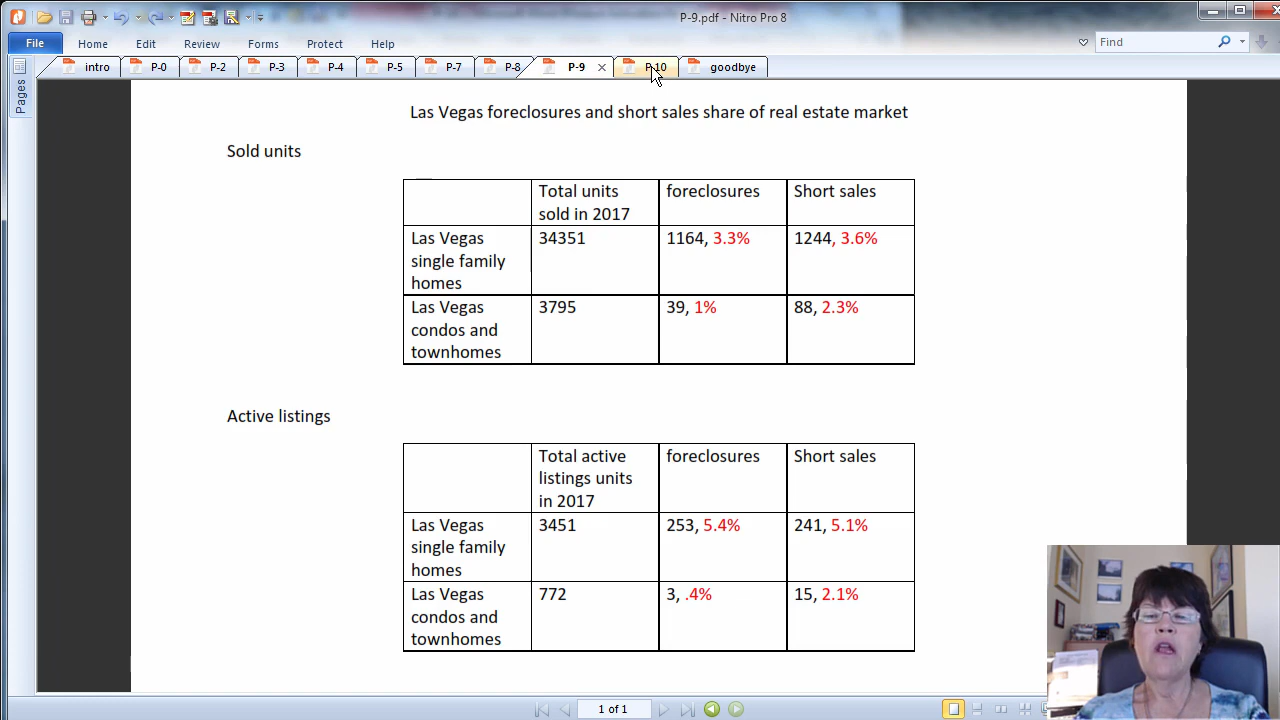 P-9.pdf - Nitro Pro 8
File Home Edit Review Forms Protect Help Find
intro P-0 P-2 P-3 P-4 P-5 P-7 P-8 P-9 P-10 goodbye
Pages
Las Vegas foreclosures and short sales share of real estate market
Sold units
Total units
sold in 2017
foreclosures
Short sales
Las Vegas
single family
homes
34351
1164, 3.3%
1244, 3.6%
Las Vegas
condos and
townhomes
3795
39, 1%
88, 2.3%
Active listings
Total active
listings units
in 2017
foreclosures
Short sales
Las Vegas
single family
homes
3451
253, 5.4%
241, 5.1%
Las Vegas
condos and
townhomes
772
3, .4%
15, 2.1%
1 of 1